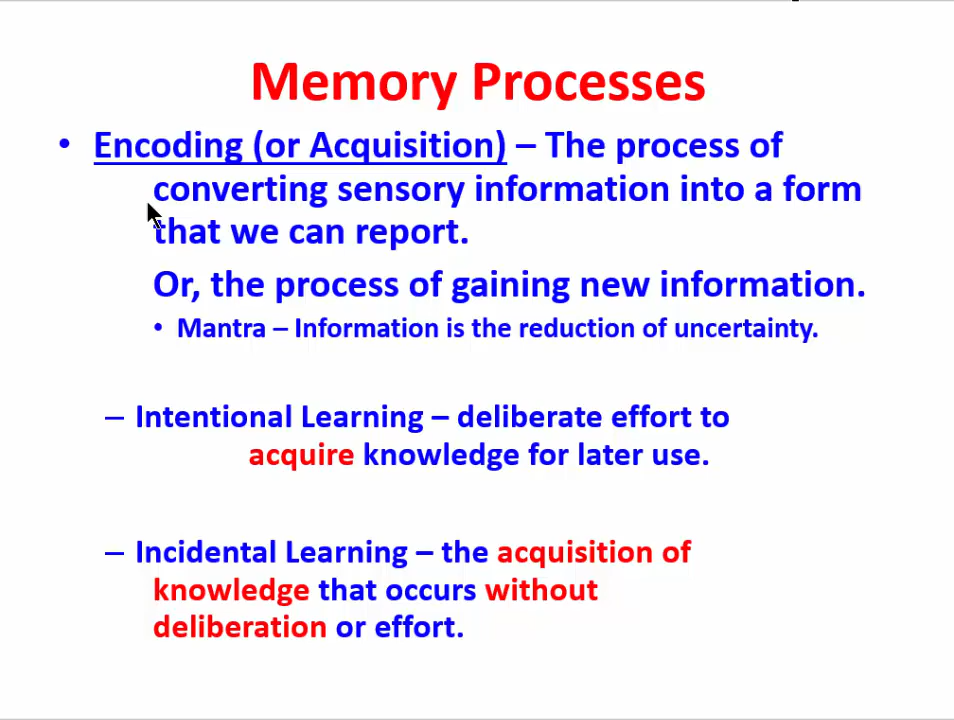 Memory Processes
• Encoding (or Acquisition) – The process of
converting sensory information into a form
that we can report.
Or, the process of gaining new information.
• Mantra – Information is the reduction of uncertainty.
– Intentional Learning – deliberate effort to
acquire knowledge for later use.
– Incidental Learning – the acquisition of
knowledge that occurs without
deliberation or effort.